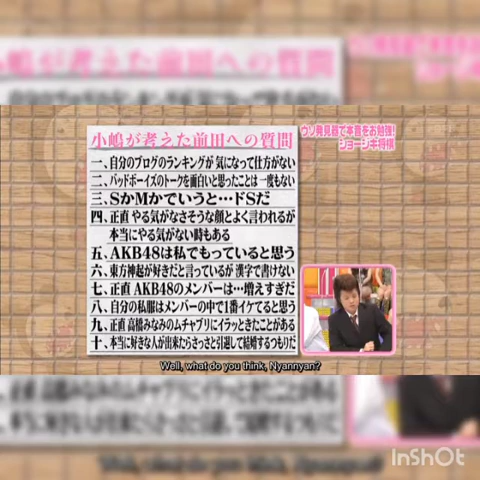 小嶋が考えた前田への質問
ウソ発見器で本音をお勉強!
ショージキ将棋
一、自分のブログのランキングが気になって仕方がない
二、バッドボーイズのトークを面白いと思ったことは一度もない
三、SかMかでいうと…ドSだ
四、正直 やる気がなさそうな顔とよく言われるが
本当にやる気がない時もある
五、AKB48は私でもっていると思う
六、東方神起が好きだと言っているが 漢字で書けない
七、正直 AKB48のメンバーは…増えすぎだ
八、自分の私服はメンバーの中で1番イケてると思う
九、正直 高橋みなみのムチャブリにイラッときたことがある
十、本当に好きな人が出来たらさっさと引退して結婚するつもりだ
Well, what do you think, Nyannyan?
InShOt